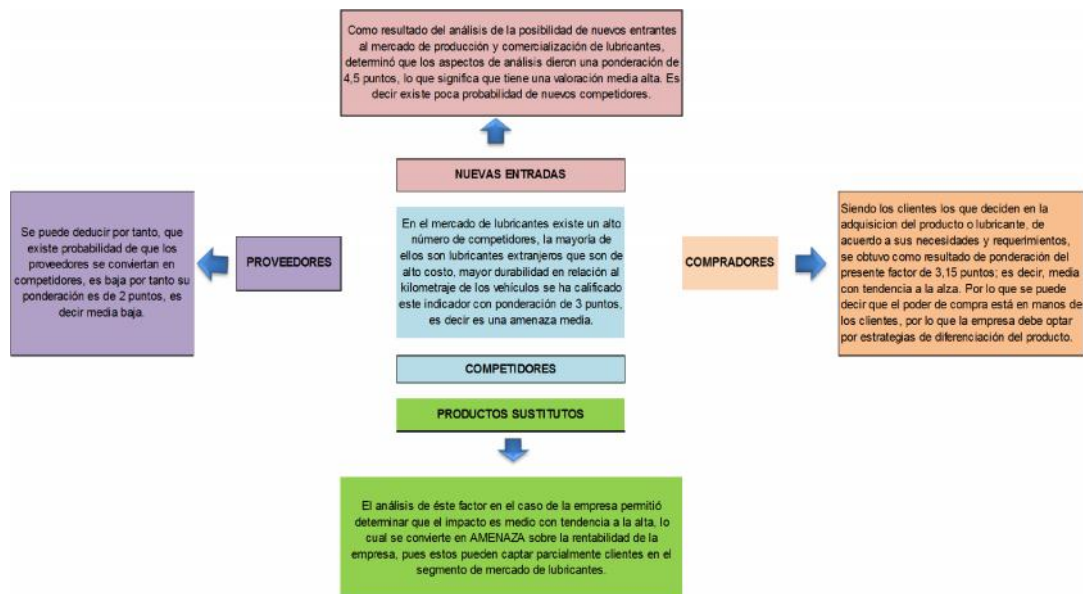 Como resultado del análisis de la posibilidad de nuevos entrantes
al mercado de producción y comercialización de lubricantes,
determinó que los aspectos de análisis dieron una ponderación de
4,5 puntos, lo que significa que tiene una valoración media alta. Es
decir existe poca probabilidad de nuevos competidores.
NUEVAS ENTRADAS
Se puede deducir por tanto, que
existe probabilidad de que los
proveedores se conviertan en
competidores, es baja por tanto su
ponderación es de 2 puntos, es
decir media baja.
PROVEEDORES
En el mercado de lubricantes existe un alto
número de competidores, la mayoría de
ellos son lubricantes extranjeros que son de
alto costo, mayor durabilidad en relación al
kilometraje de los vehículos se ha calificado
este indicador con ponderación de 3 puntos,
es decir es una amenaza media.
COMPRADORES
Siendo los clientes los que deciden en la
adquisicion del producto o lubricante, de
acuerdo a sus necesidades y requerimientos,
se obtuvo como resultado de ponderación del
presente factor de 3,15 puntos; es decir, media
con tendencia a la alza. Por lo que se puede
decir que el poder de compra está en manos de
los clientes, por lo que la empresa debe optar
por estrategias de diferenciación del producto.
COMPETIDORES
PRODUCTOS SUSTITUTOS
El análisis de éste factor en el caso de la empresa permitió
determinar que el impacto es medio con tendencia a la alta, lo
cual se convierte en AMENAZA sobre la rentabilidad de la
empresa, pues estos pueden captar parcialmente clientes en el
segmento de mercado de lubricantes.